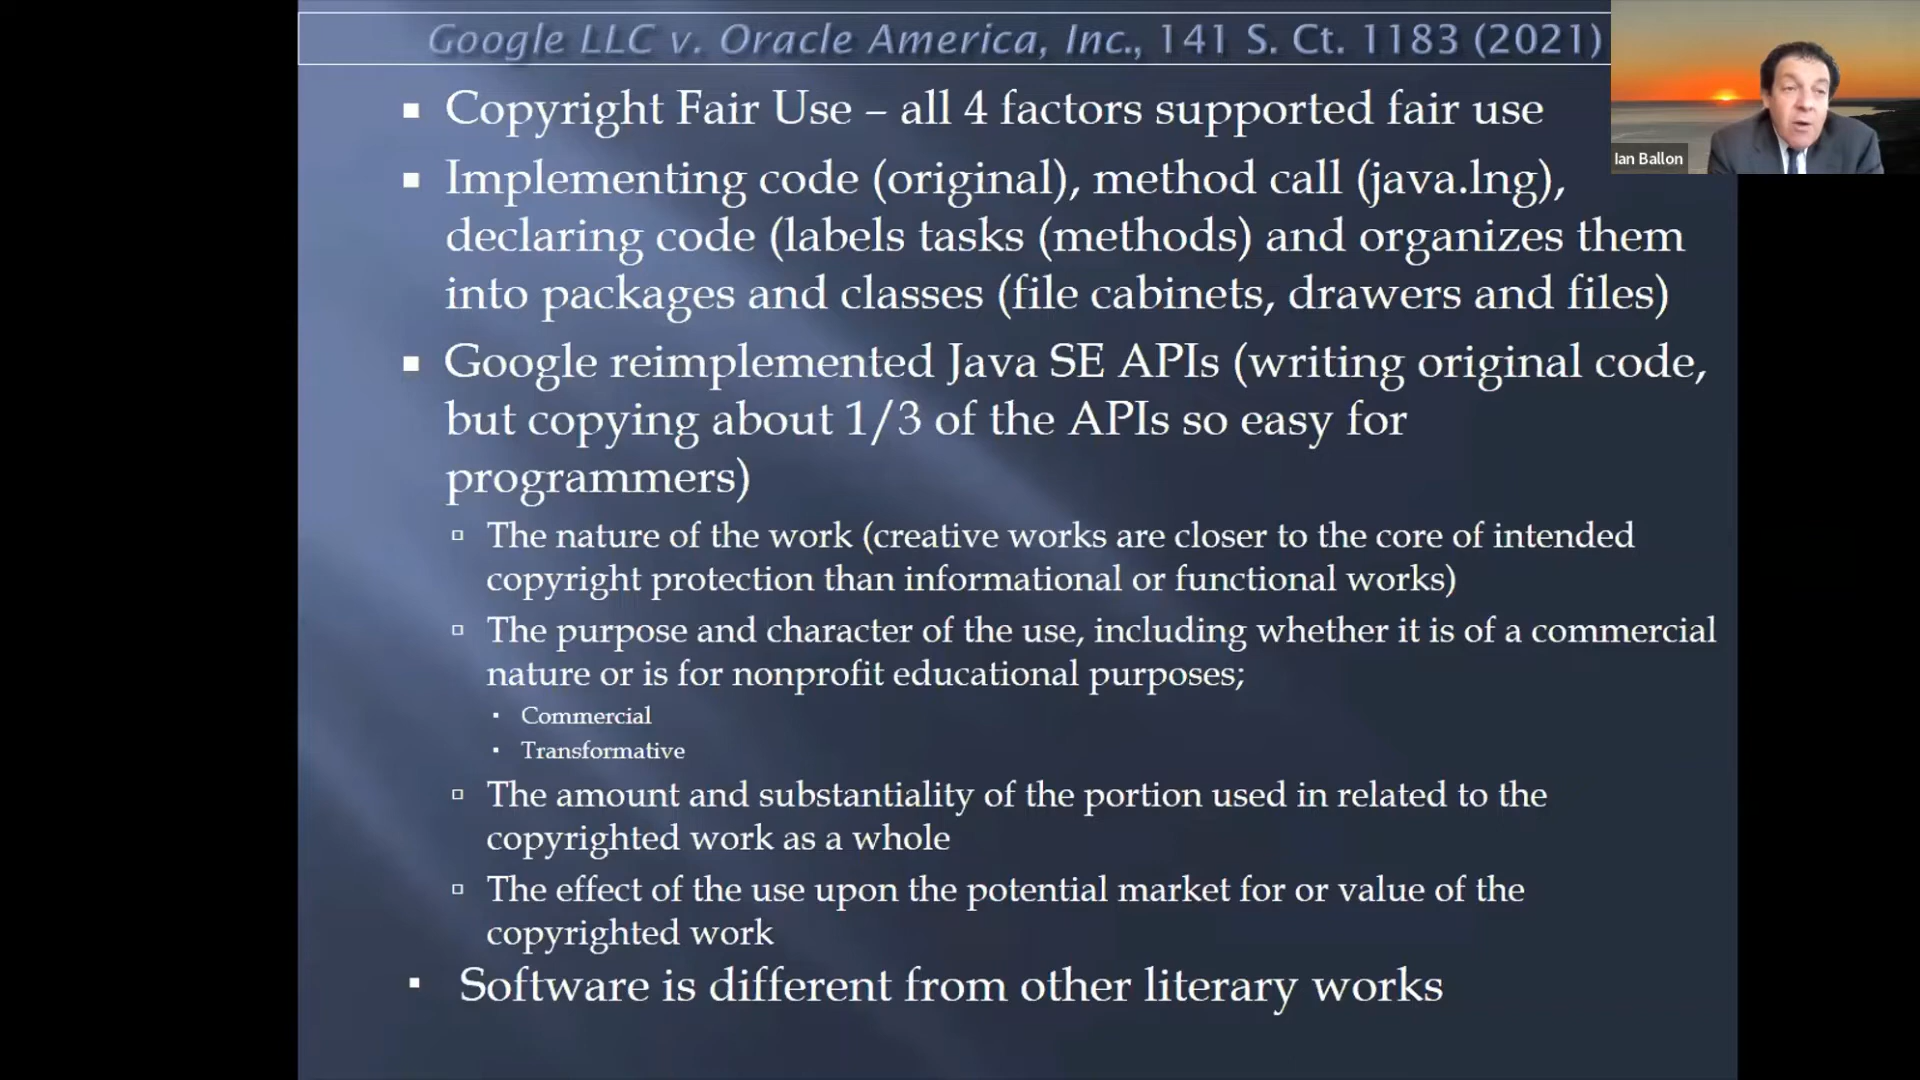 Google LLC v. Oracle America, Inc., 141 S. Ct. 1183 (2021)
Ian Ballon
▪ Copyright Fair Use – all 4 factors supported fair use
▪ Implementing code (original), method call (java.lng),
declaring code (labels tasks (methods) and organizes them
into packages and classes (file cabinets, drawers and files)
▪ Google reimplemented Java SE APIs (writing original code,
but copying about 1/3 of the APIs so easy for
programmers)
▫ The nature of the work (creative works are closer to the core of intended
copyright protection than informational or functional works)
▫ The purpose and character of the use, including whether it is of a commercial
nature or is for nonprofit educational purposes;
▪ Commercial
▪ Transformative
▫ The amount and substantiality of the portion used in related to the
copyrighted work as a whole
▫ The effect of the use upon the potential market for or value of the
copyrighted work
▪ Software is different from other literary works